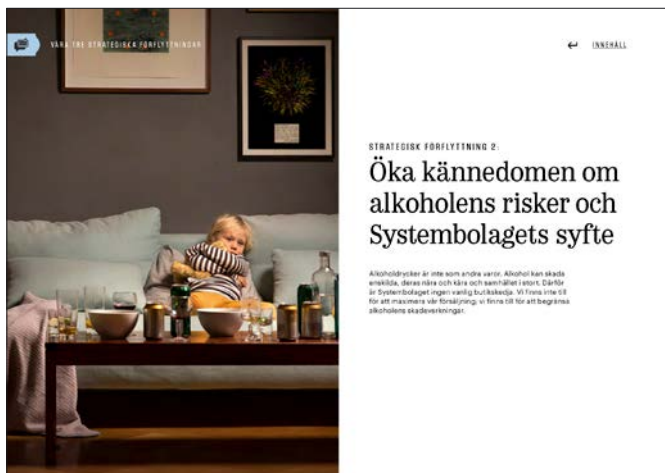 VÅRA TRE STRATEGISKA FÖRFLYTTNINGAR
INNEHÅLL
STRATEGISK FÖRFLYTTNING 2:
Öka kännedomen om
alkoholens risker och
Systembolagets syfte
Alkoholdrycker är inte som andra varor. Alkohol kan skada
enskilda, deras nära och kära och samhället i stort. Därför
är Systembolaget ingen vanlig butikskedja. Vi finns inte till
för att maximera vår försäljning; vi finns till för att begränsa
alkoholens skadeverkningar.